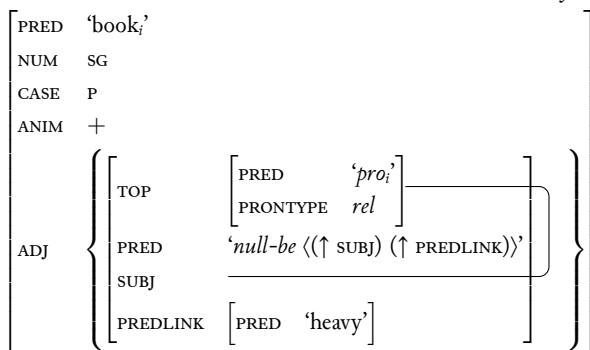 PRED ‘bookᵢ’
NUM SG
CASE P
ANIM +
ADJ
TOP
PRED ‘proᵢ’
PRONTYPE rel
PRED ‘null-be ⟨(↑ SUBJ) (↑ PREDLINK)⟩’
SUBJ
PREDLINK PRED ‘heavy’